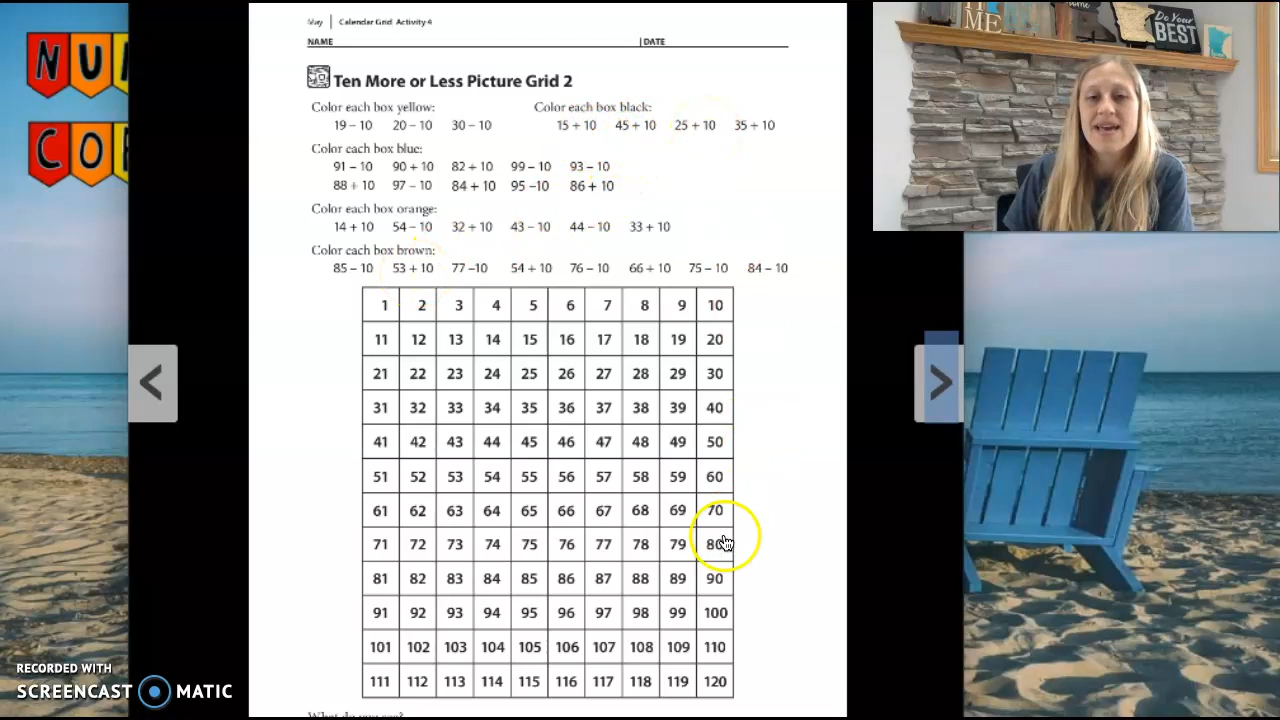 May | Calendar Grid Activity 4
NAME | DATE
Ten More or Less Picture Grid 2
Color each box yellow:
19 – 10 20 – 10 30 – 10
Color each box black:
15 + 10 45 + 10 25 + 10 35 + 10
Color each box blue:
91 – 10 90 + 10 82 + 10 99 – 10 93 – 10
88 + 10 97 – 10 84 + 10 95 –10 86 + 10
Color each box orange:
14 + 10 54 – 10 32 + 10 43 – 10 44 – 10 33 + 10
Color each box brown:
85 – 10 53 + 10 77 –10 54 + 10 76 – 10 66 + 10 75 – 10 84 – 10
1 2 3 4 5 6 7 8 9 10
11 12 13 14 15 16 17 18 19 20
21 22 23 24 25 26 27 28 29 30
31 32 33 34 35 36 37 38 39 40
41 42 43 44 45 46 47 48 49 50
51 52 53 54 55 56 57 58 59 60
61 62 63 64 65 66 67 68 69 70
71 72 73 74 75 76 77 78 79 80
81 82 83 84 85 86 87 88 89 90
91 92 93 94 95 96 97 98 99 100
101 102 103 104 105 106 107 108 109 110
111 112 113 114 115 116 117 118 119 120
What do you see?
NU
CO
HOME
home
Do Your
BEST
RECORDED WITH
SCREENCAST MATIC